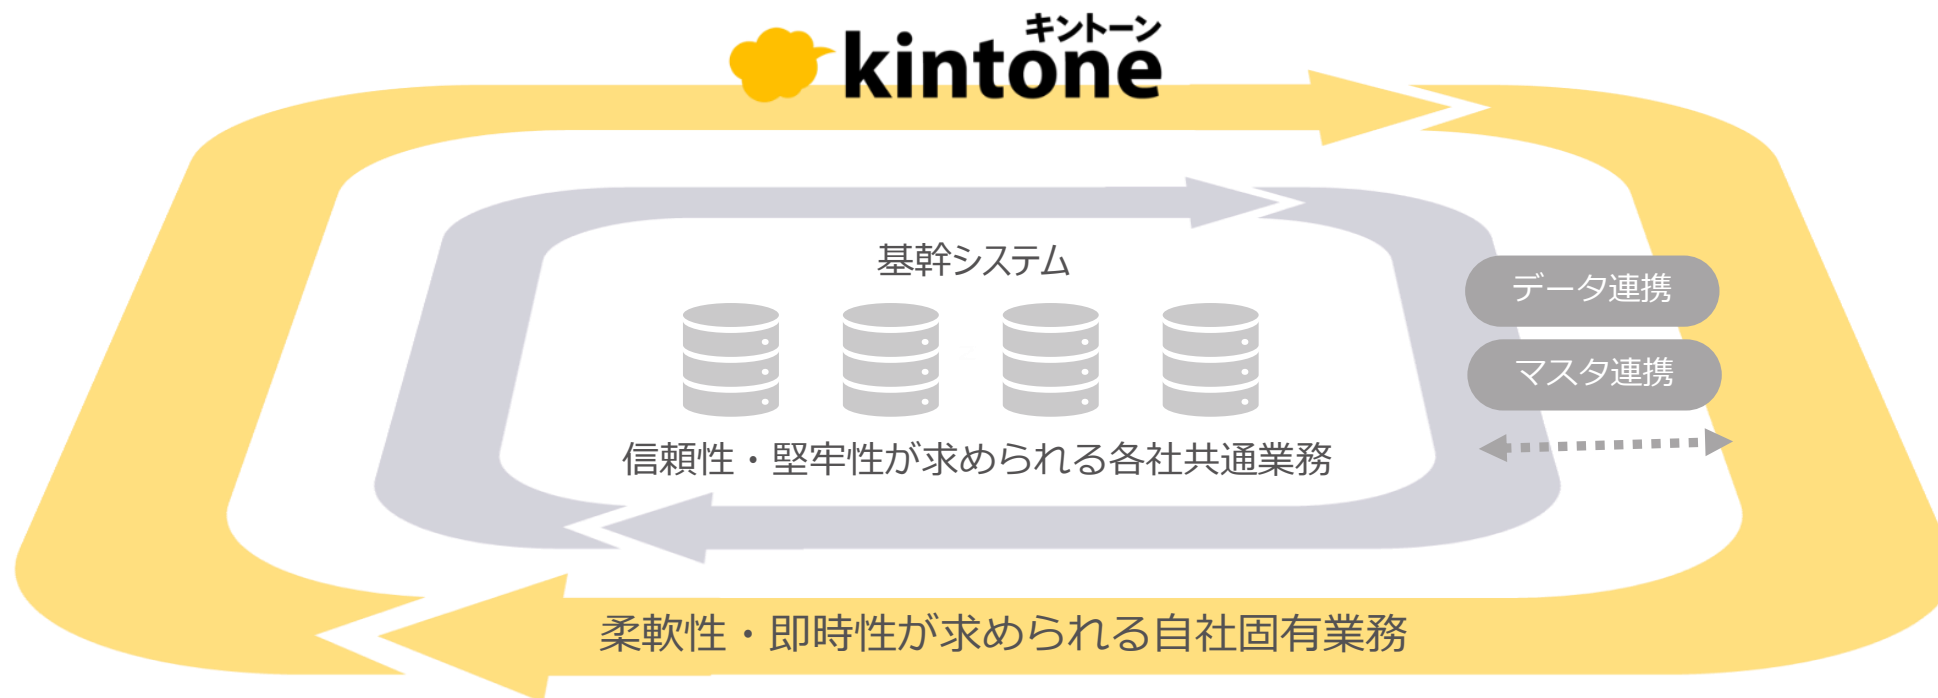 キントーン
kintone
基幹システム
データ連携
マスタ連携
信頼性・堅牢性が求められる各社共通業務
柔軟性・即時性が求められる自社固有業務